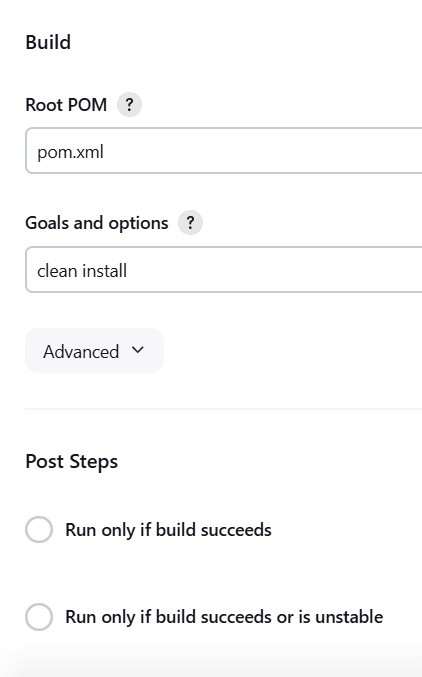 Build
Root POM ?
pom.xml
Goals and options ?
clean install
Advanced
Post Steps
Run only if build succeeds
Run only if build succeeds or is unstable